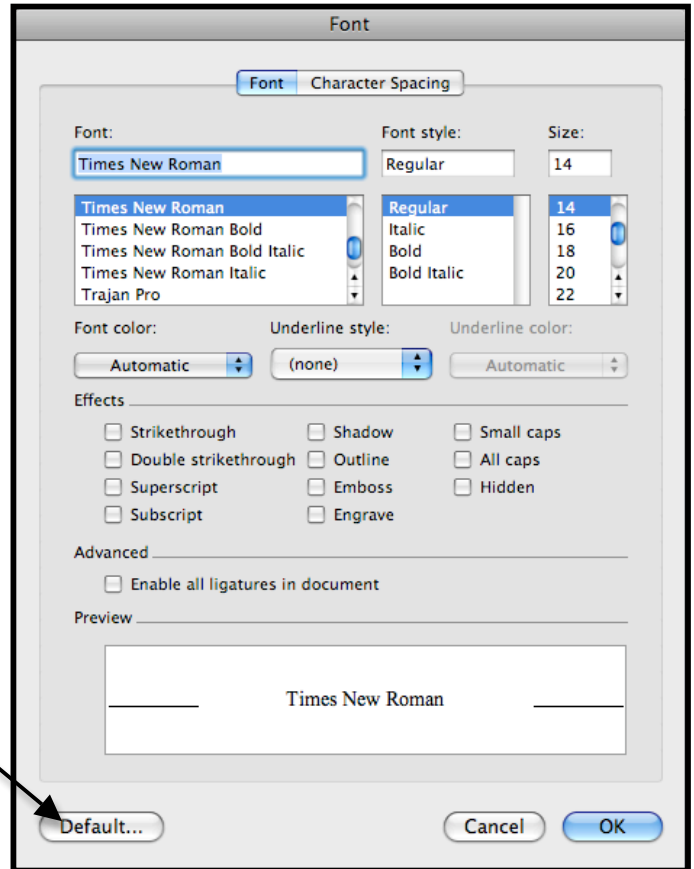 Font
Font Character Spacing
Font: Font style: Size:
Times New Roman Regular 14
Times New Roman Regular 14
Times New Roman Bold Italic 16
Times New Roman Bold Italic Bold 18
Times New Roman Italic Bold Italic 20
Trajan Pro 22
Font color: Underline style: Underline color:
Automatic (none) Automatic
Effects
Strikethrough Shadow Small caps
Double strikethrough Outline All caps
Superscript Emboss Hidden
Subscript Engrave
Advanced
Enable all ligatures in document
Preview
Times New Roman
Default... Cancel OK